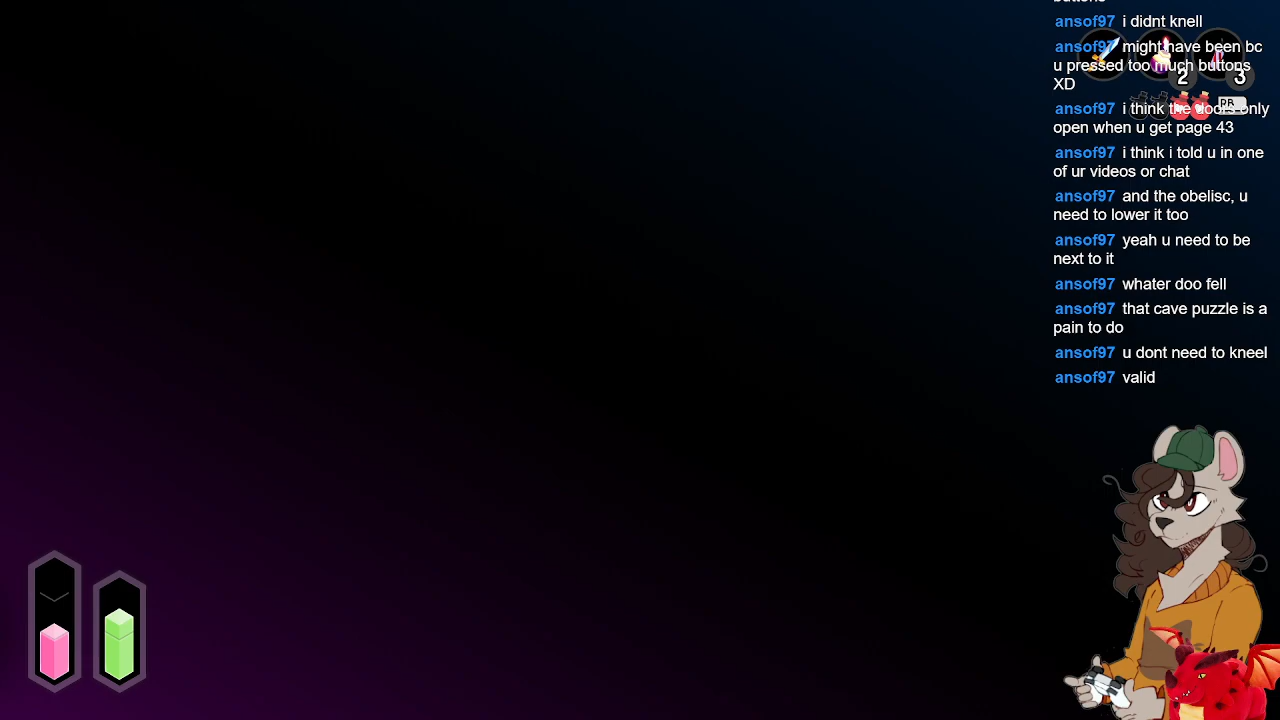 ansof97 i didnt knell
ansof97 might have been bc
u pressed too much buttons
XD
2
3
PR
ansof97 i think the doors only
open when u get page 43
ansof97 i think i told u in one
of ur videos or chat
ansof97 and the obelisc, u
need to lower it too
ansof97 yeah u need to be
next to it
ansof97 whater doo fell
ansof97 that cave puzzle is a
pain to do
ansof97 u dont need to kneel
ansof97 valid